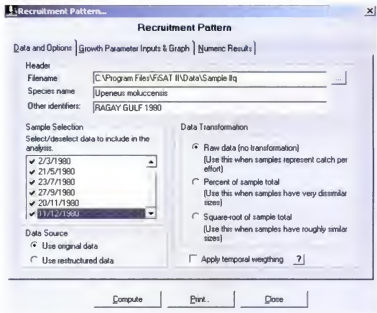 Recruitment Pattern...
Recruitment Pattern
Data and Options
Growth Parameter Inputs & Graph
Numeric Results
Header
Filename C:\Program Files\FiSAT II\Data\Sample lfq ...
Species name Upeneus moluccensis
Other identifiers: RAGAY GULF 1980
Sample Selection
Select/deselect data to include in the
analysis.
2/3/1980
21/5/1980
23/7/1980
27/9/1980
20/11/1980
11/12/1980
Data Source
Use original data
Use restructured data
Data Transformation
Raw data (no transformation)
(Use this when samples represent catch per
effort)
Percent of sample total
(Use this when samples have very dissimilar
sizes)
Square-root of sample total
(Use this when samples have roughly similar
sizes)
Apply temporal weigthing ?
Compute
Print..
Close